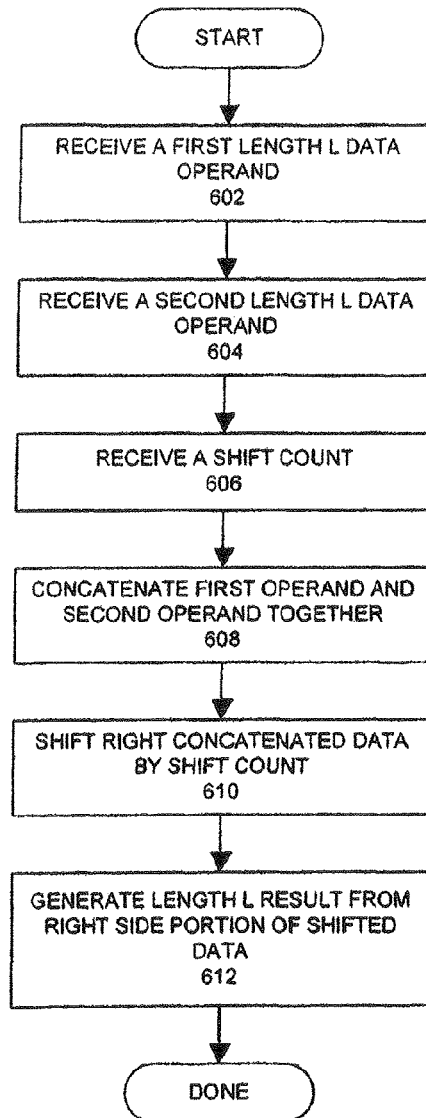 START
RECEIVE A FIRST LENGTH L DATA
OPERAND
602
RECEIVE A SECOND LENGTH L DATA
OPERAND
604
RECEIVE A SHIFT COUNT
606
CONCATENATE FIRST OPERAND AND
SECOND OPERAND TOGETHER
608
SHIFT RIGHT CONCATENATED DATA
BY SHIFT COUNT
610
GENERATE LENGTH L RESULT FROM
RIGHT SIDE PORTION OF SHIFTED
DATA
612
DONE